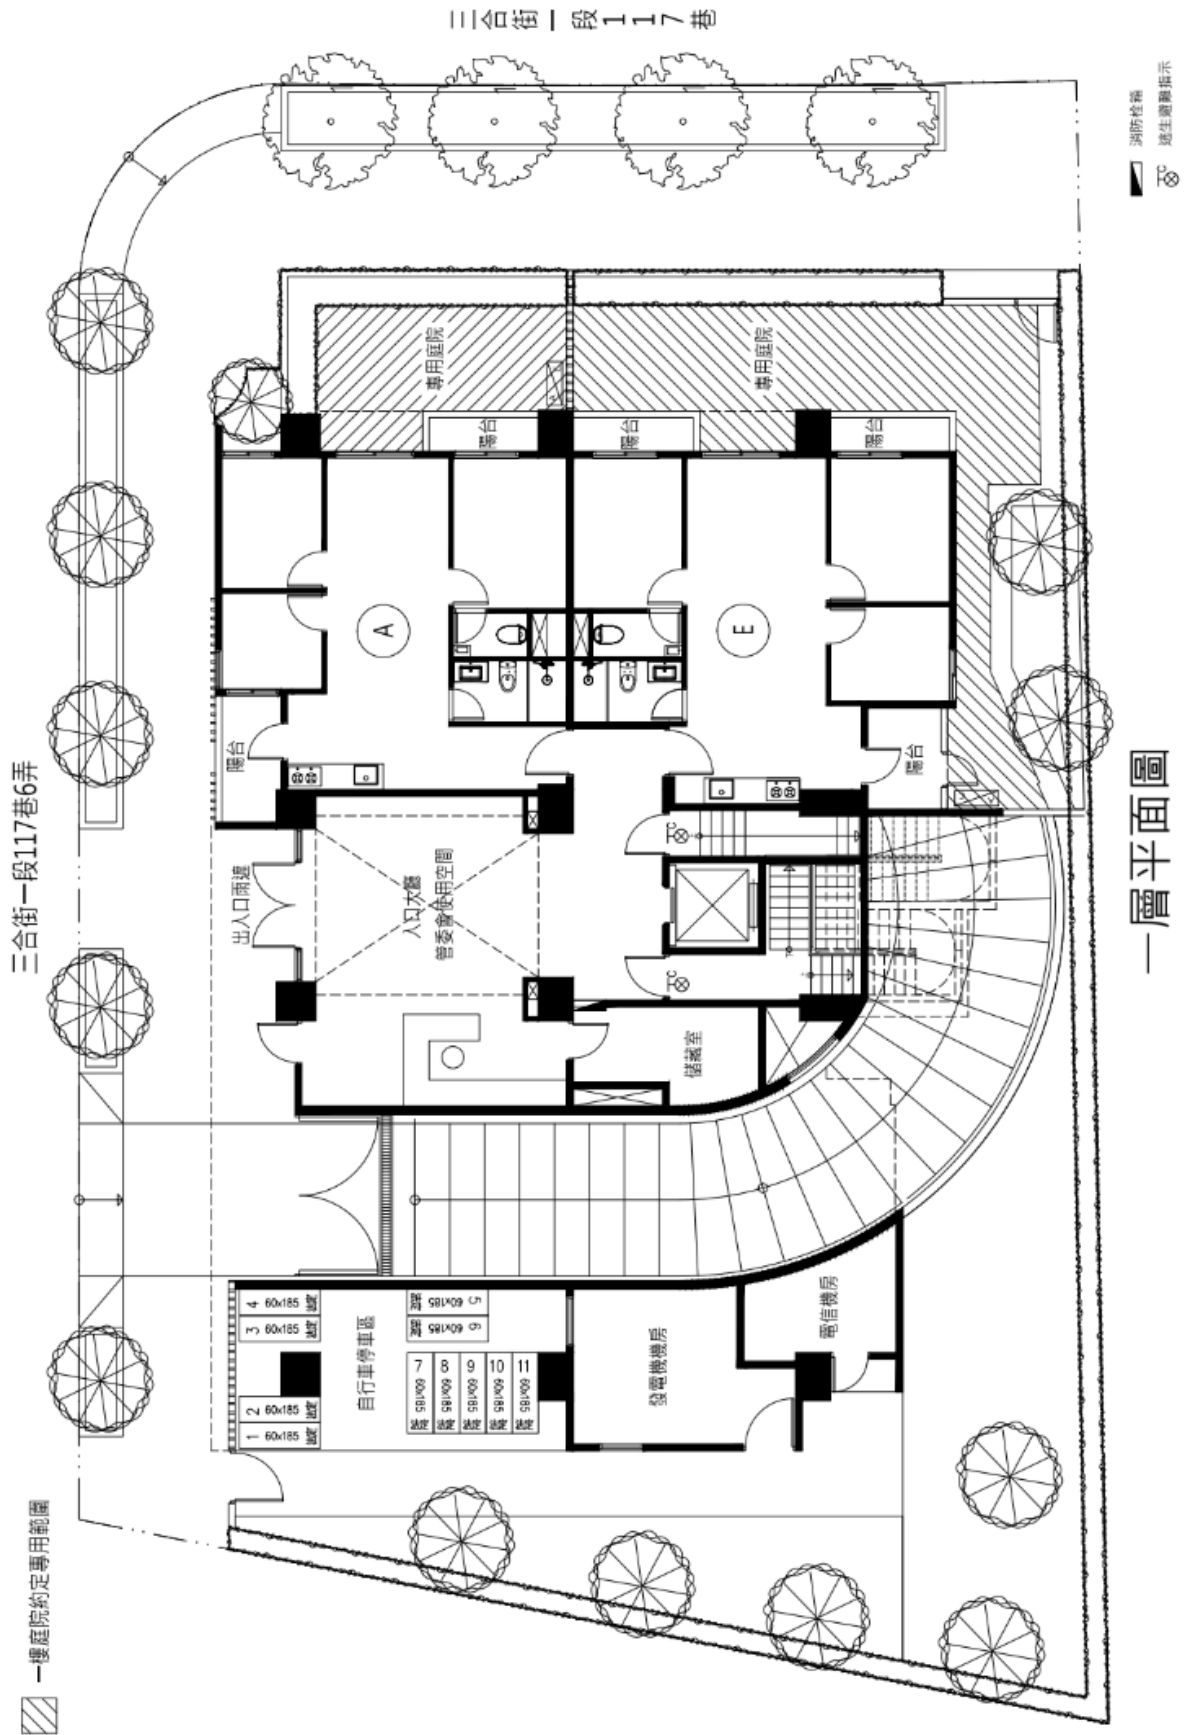 三合街一段117巷
三合街一段117巷6弄
消防栓箱
逃生避難指示
專用庭院
專用庭院
陽台
陽台
陽台
A
E
陽台
陽台
出入口雨遮
入口大廳
管委會使用空間
儲藏室
自行車停車區
發電機機房
電信機房
1 60x185
2 60x185
3 60x185
4 60x185
5 60x185
6 60x185
7 60x185
8 60x185
9 60x185
10 60x185
11 60x185
一樓庭院約定專用範圍
一層平面圖